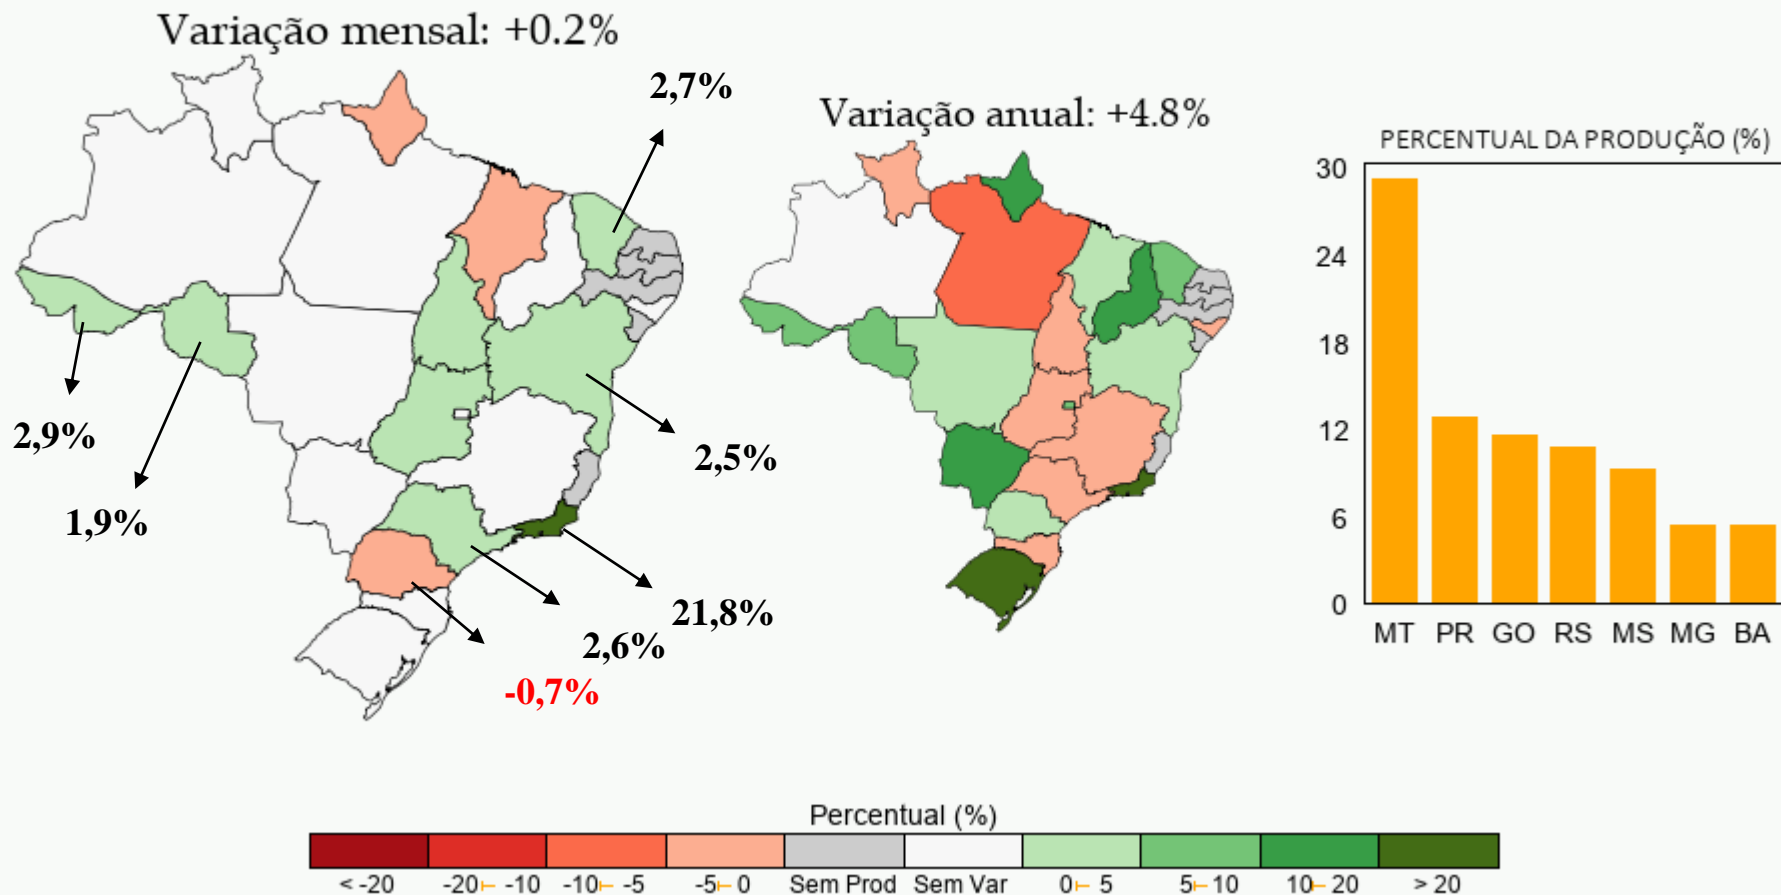 Variação mensal: +0.2%
2,7%
2,9%
1,9%
2,5%
21,8%
2,6%
-0,7%
Variação anual: +4.8%
PERCENTUAL DA PRODUÇÃO (%)
30
24
18
12
6
0
MT PR GO RS MS MG BA
Percentual (%)
< -20 -20⊢ -10 -10⊢ -5 -5⊢ 0 Sem Prod Sem Var 0⊢ 5 5⊢ 10 10⊢ 20 > 20